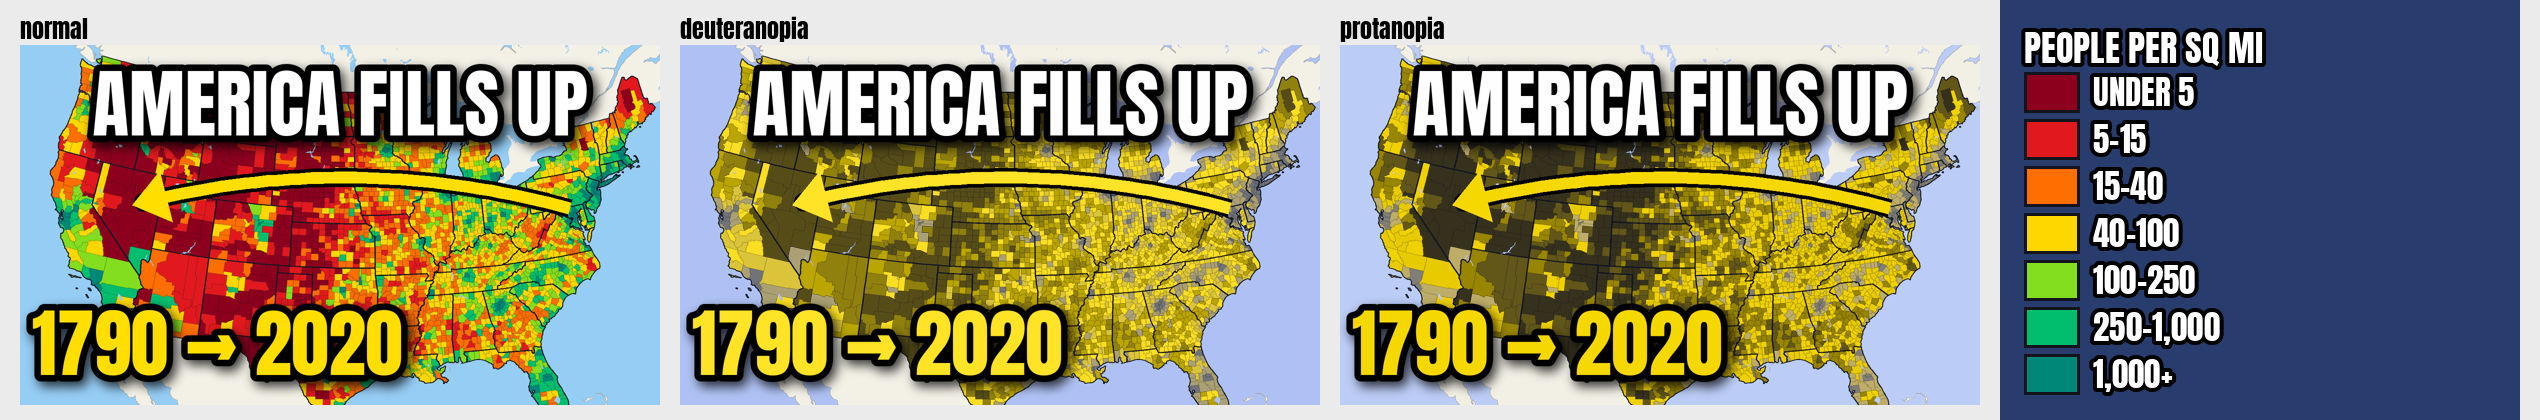 normal
AMERICA FILLS UP
1790 → 2020
deuteranopia
AMERICA FILLS UP
1790 → 2020
protanopia
AMERICA FILLS UP
1790 → 2020
PEOPLE PER SQ MI
UNDER 5
5-15
15-40
40-100
100-250
250-1,000
1,000+